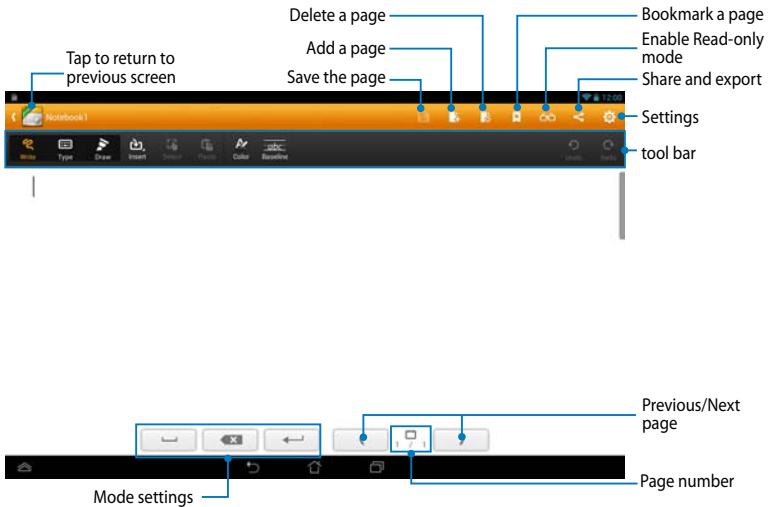 Delete a page
Bookmark a page
Add a page
Enable Read-only
mode
Tap to return to
previous screen
Save the page
Share and export
12:00
Notebook1
Settings
Write
Type
Draw
Insert
Select
Paste
Color
abc
Baseline
Undo
Redo
tool bar
Previous/Next
page
1 / 1
Page number
Mode settings